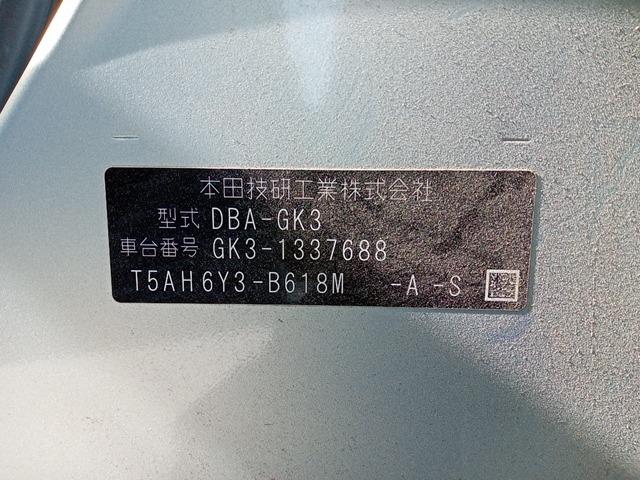 本田技研工業株式会社
型式 DBA-GK3
車台番号 GK3-1337688
T5AH6Y3-B618M -A -S